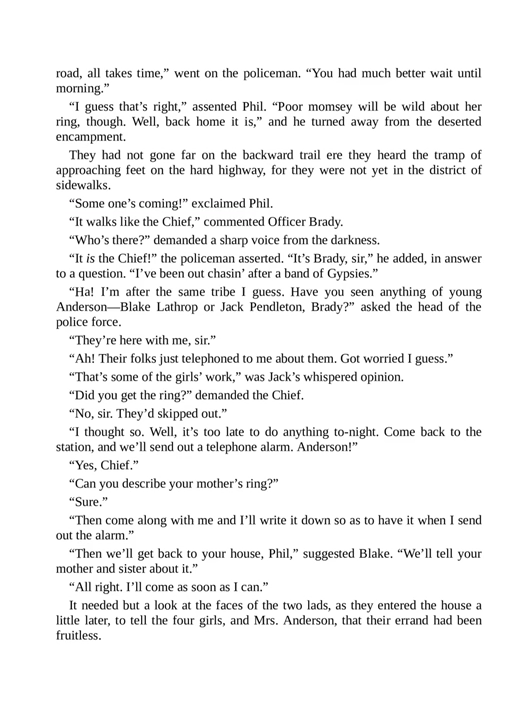 road, all takes time,” went on the policeman. “You had much better wait until
morning.”
“I guess that’s right,” assented Phil. “Poor momsey will be wild about her
ring, though. Well, back home it is,” and he turned away from the deserted
encampment.
They had not gone far on the backward trail ere they heard the tramp of
approaching feet on the hard highway, for they were not yet in the district of
sidewalks.
“Some one’s coming!” exclaimed Phil.
“It walks like the Chief,” commented Officer Brady.
“Who’s there?” demanded a sharp voice from the darkness.
“It is the Chief!” the policeman asserted. “It’s Brady, sir,” he added, in answer
to a question. “I’ve been out chasin’ after a band of Gypsies.”
“Ha! I’m after the same tribe I guess. Have you seen anything of young
Anderson—Blake Lathrop or Jack Pendleton, Brady?” asked the head of the
police force.
“They’re here with me, sir.”
“Ah! Their folks just telephoned to me about them. Got worried I guess.”
“That’s some of the girls’ work,” was Jack’s whispered opinion.
“Did you get the ring?” demanded the Chief.
“No, sir. They’d skipped out.”
“I thought so. Well, it’s too late to do anything to-night. Come back to the
station, and we’ll send out a telephone alarm. Anderson!”
“Yes, Chief.”
“Can you describe your mother’s ring?”
“Sure.”
“Then come along with me and I’ll write it down so as to have it when I send
out the alarm.”
“Then we’ll get back to your house, Phil,” suggested Blake. “We’ll tell your
mother and sister about it.”
“All right. I’ll come as soon as I can.”
It needed but a look at the faces of the two lads, as they entered the house a
little later, to tell the four girls, and Mrs. Anderson, that their errand had been
fruitless.